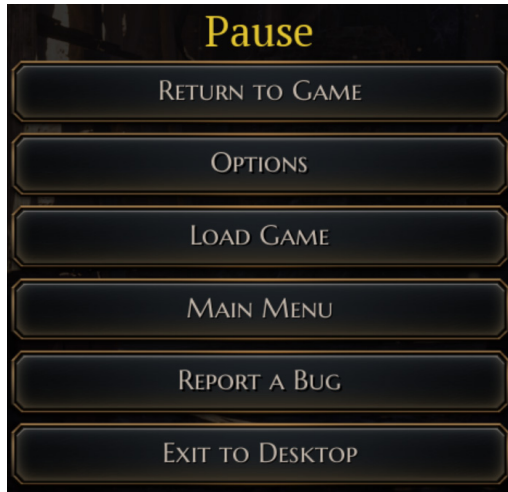 Pause
Return to Game
Options
Load Game
Main Menu
Report a Bug
Exit to Desktop